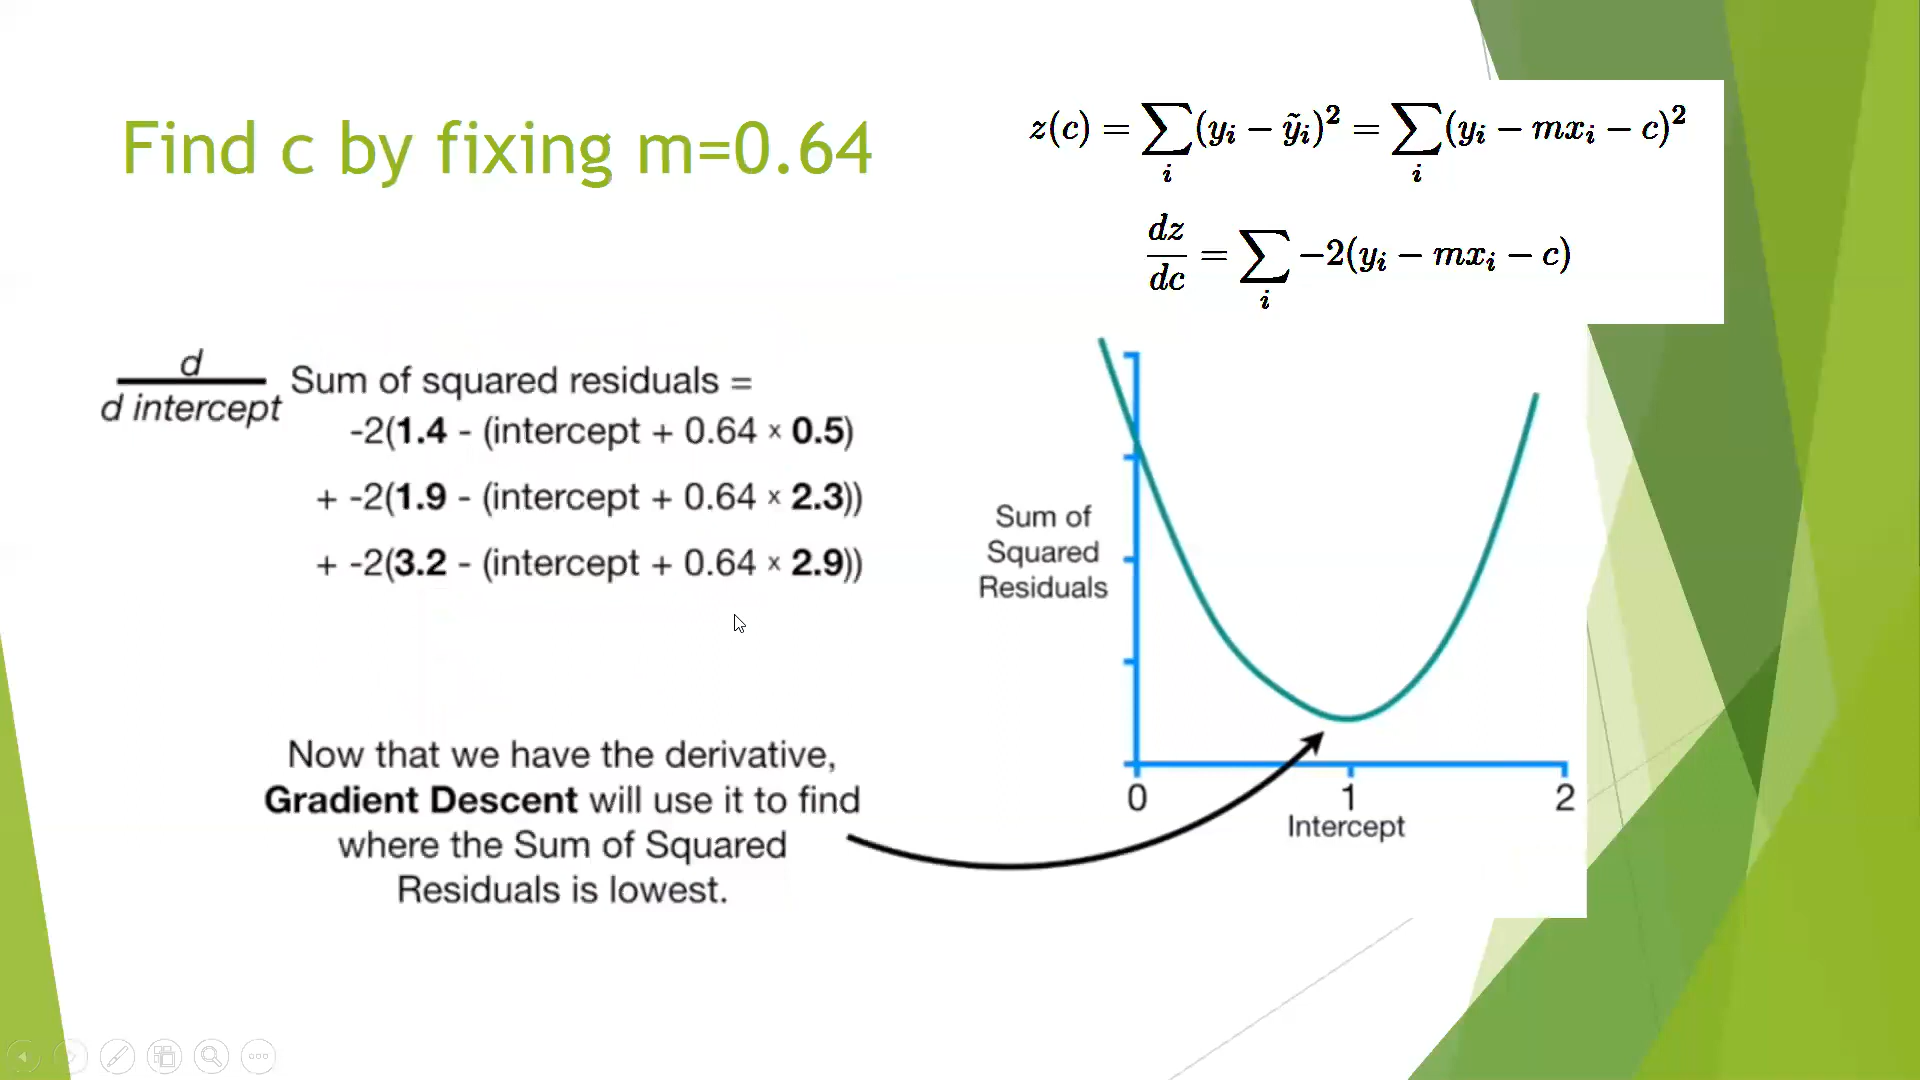 Find c by fixing m=0.64
z(c) = ∑_i (y_i − ỹ_i)² = ∑_i (y_i − mx_i − c)²
dz/dc = ∑_i −2(y_i − mx_i − c)
d
d intercept
Sum of squared residuals =
-2(1.4 - (intercept + 0.64 × 0.5)
+ -2(1.9 - (intercept + 0.64 × 2.3))
+ -2(3.2 - (intercept + 0.64 × 2.9))
Now that we have the derivative,
Gradient Descent will use it to find
where the Sum of Squared
Residuals is lowest.
Sum of
Squared
Residuals
0 1 2
Intercept